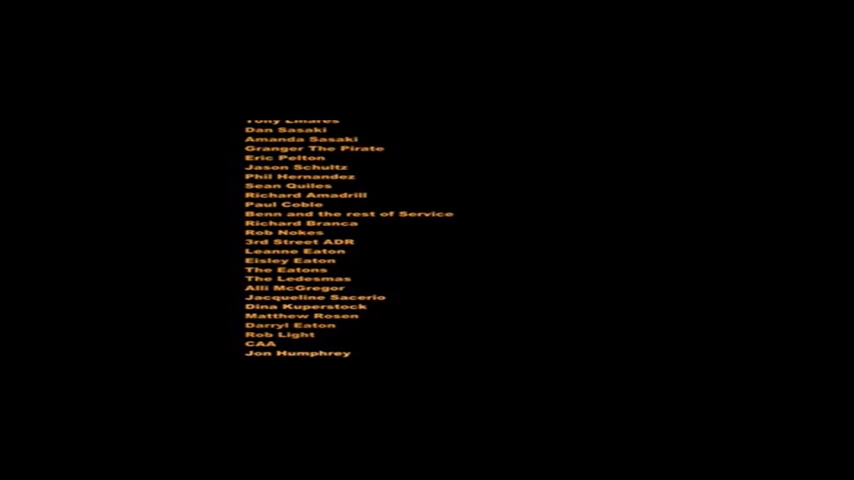 Tony Linares
Dan Sasaki
Amanda Sasaki
Granger The Pirate
Eric Pelton
Jason Schultz
Phil Hernandez
Sean Quiles
Richard Amadrill
Paul Coble
Benn and the rest of Service
Richard Branca
Rob Nokes
3rd Street ADR
Leanne Eaton
Eisley Eaton
The Eatons
The Ledesmas
Alli McGregor
Jacqueline Sacerio
Dina Kuperstock
Matthew Rosen
Darryl Eaton
Rob Light
CAA
Jon Humphrey